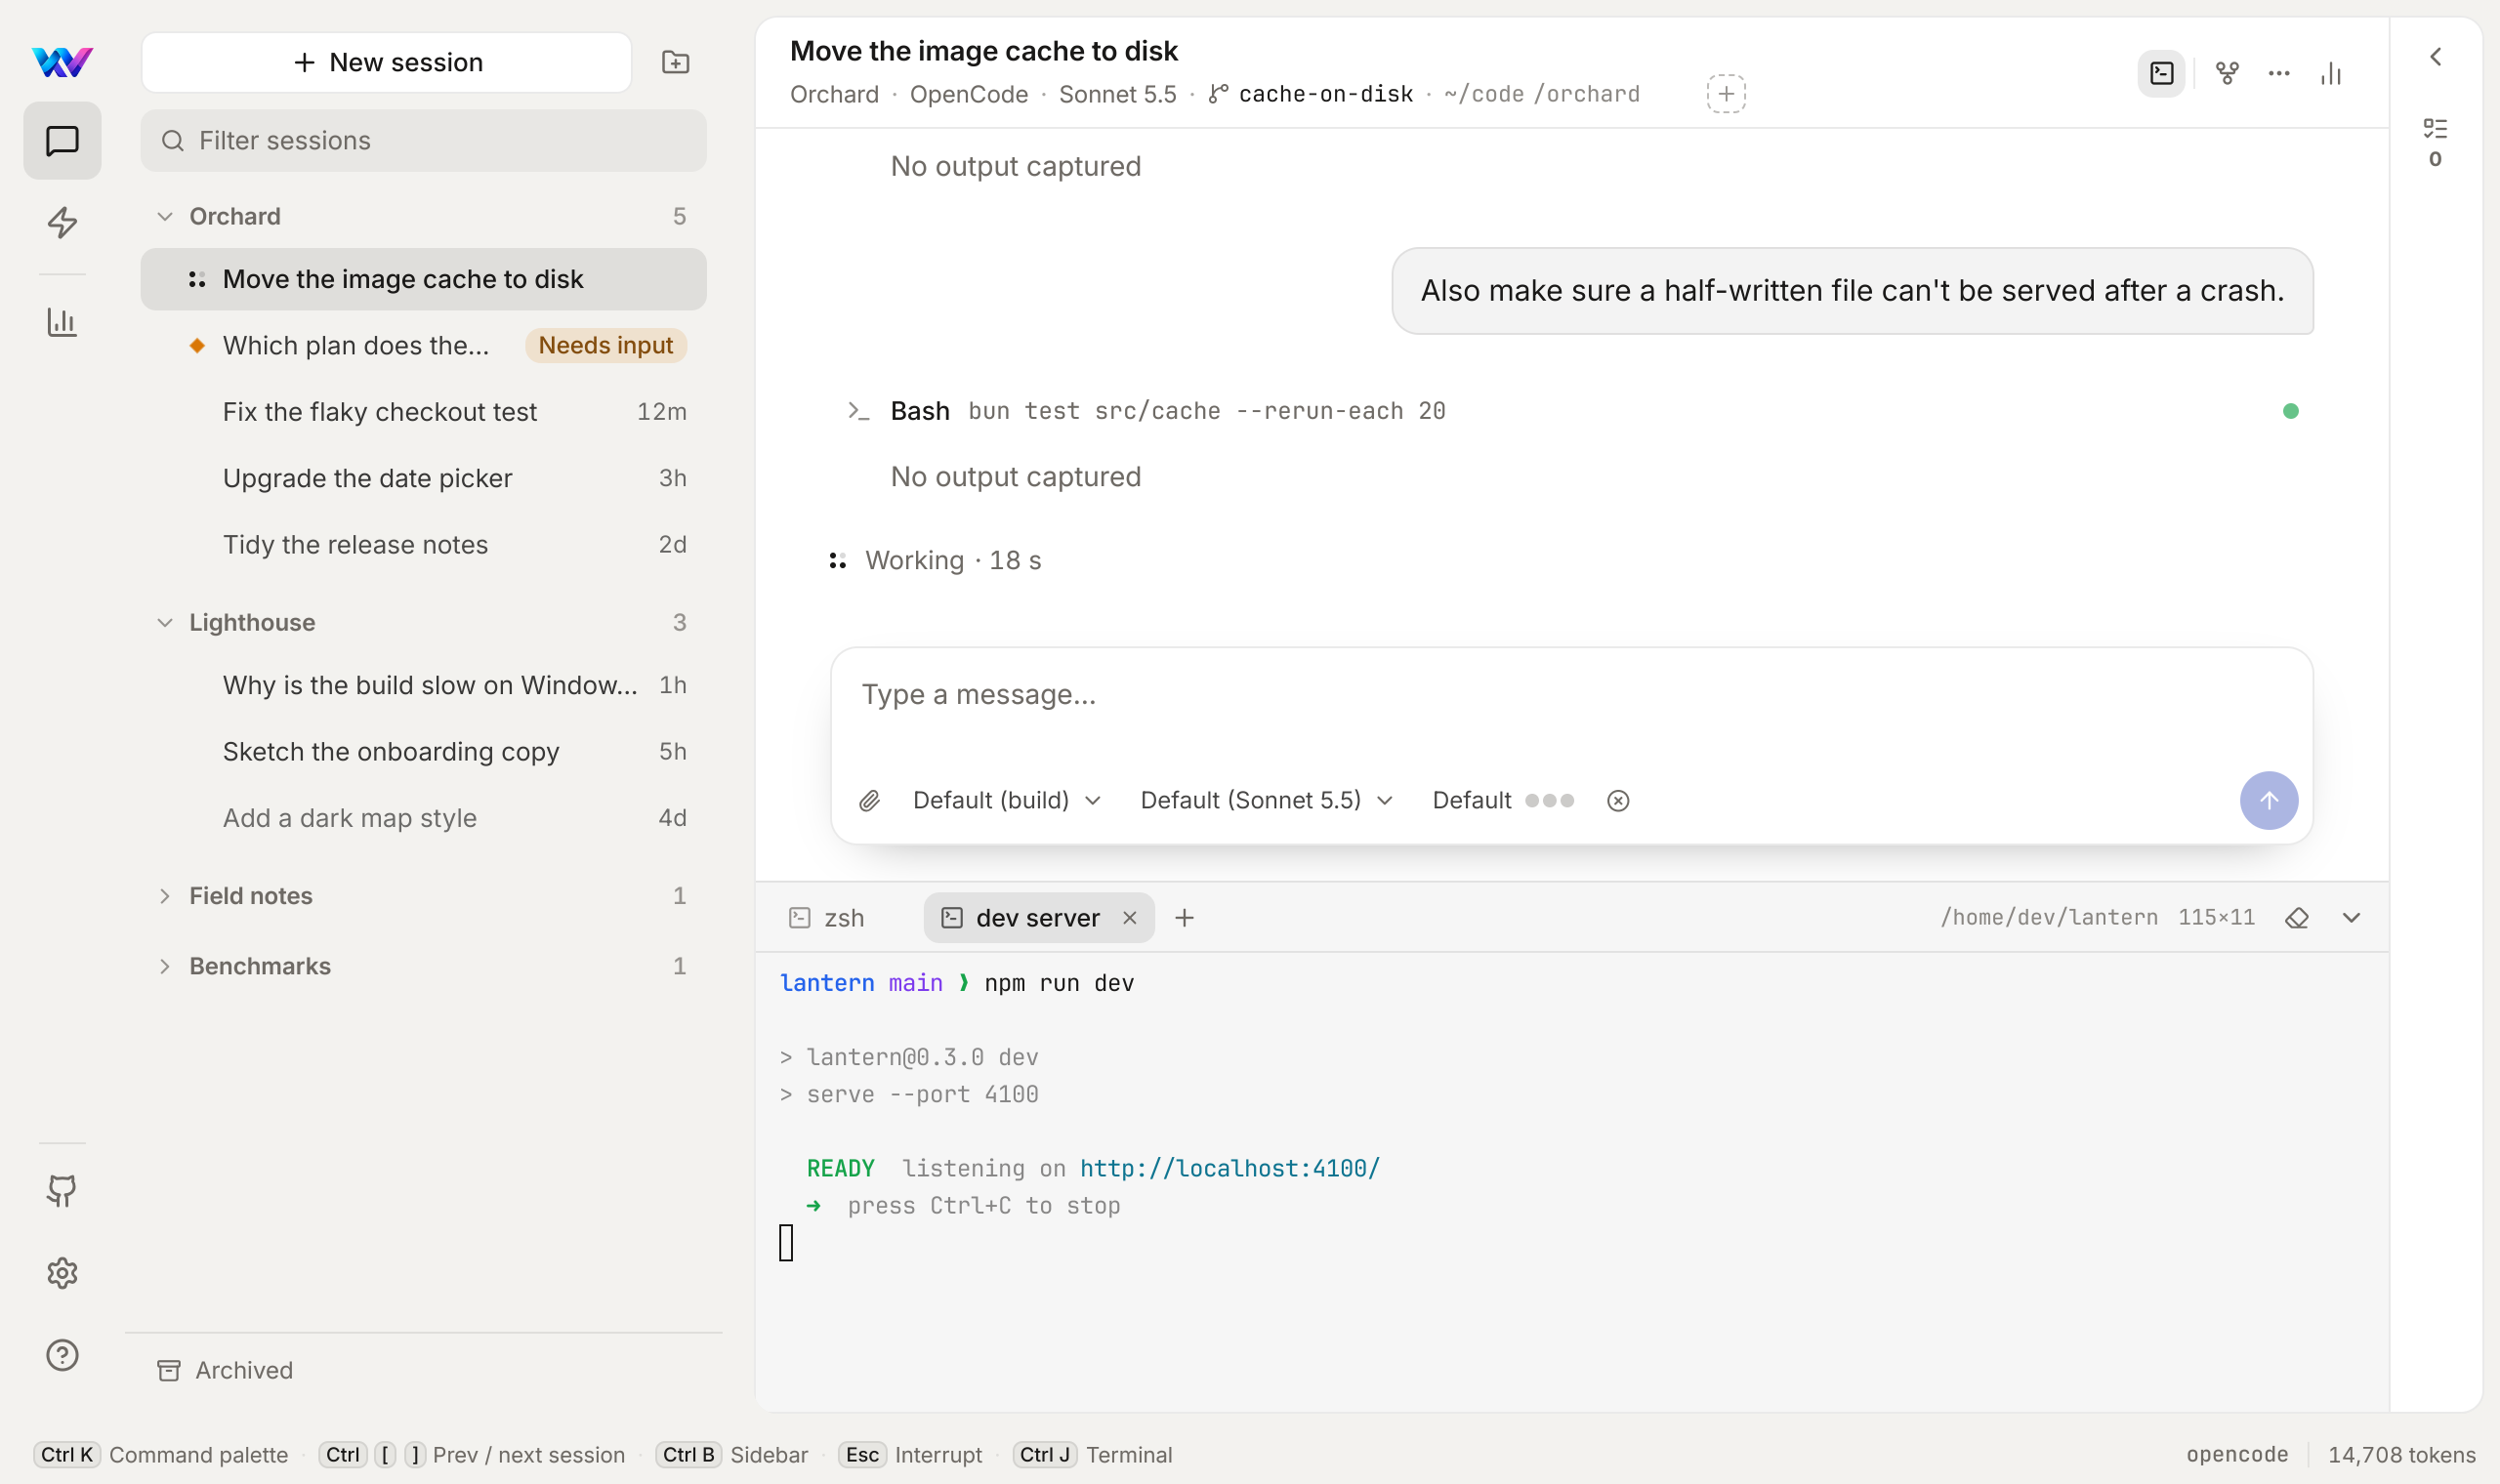 New session
Filter sessions
Orchard 5
Move the image cache to disk
Which plan does the... Needs input
Fix the flaky checkout test 12m
Upgrade the date picker 3h
Tidy the release notes 2d
Lighthouse 3
Why is the build slow on Window... 1h
Sketch the onboarding copy 5h
Add a dark map style 4d
Field notes 1
Benchmarks 1
Archived
Move the image cache to disk
Orchard · OpenCode · Sonnet 5.5 · cache-on-disk · ~/code/orchard
0
No output captured
Also make sure a half-written file can't be served after a crash.
Bash bun test src/cache --rerun-each 20
No output captured
Working · 18 s
Type a message...
Default (build) Default (Sonnet 5.5) Default
zsh dev server /home/dev/lantern 115×11
lantern main ❯ npm run dev
> lantern@0.3.0 dev
> serve --port 4100
READY listening on http://localhost:4100/
➜ press Ctrl+C to stop
Ctrl K Command palette · Ctrl [ ] Prev / next session · Ctrl B Sidebar · Esc Interrupt · Ctrl J Terminal
opencode 14,708 tokens